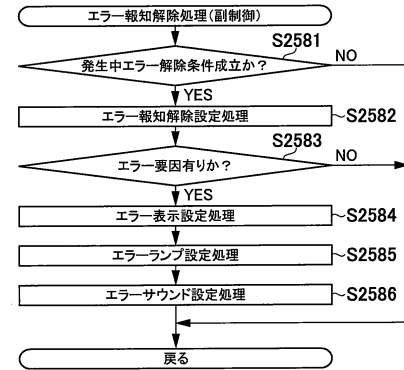 エラー報知解除処理(副制御)
S2581
発生中エラー解除条件成立か?
NO
YES
エラー報知解除設定処理
S2582
S2583
エラー要因有りか?
NO
YES
エラー表示設定処理
S2584
エラーランプ設定処理
S2585
エラーサウンド設定処理
S2586
戻る